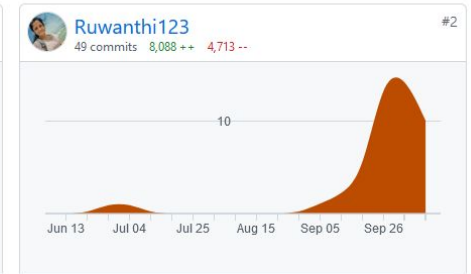 Ruwanthi123
#2
49 commits 8,088 ++ 4,713 --
10
Jun 13 Jul 04 Jul 25 Aug 15 Sep 05 Sep 26